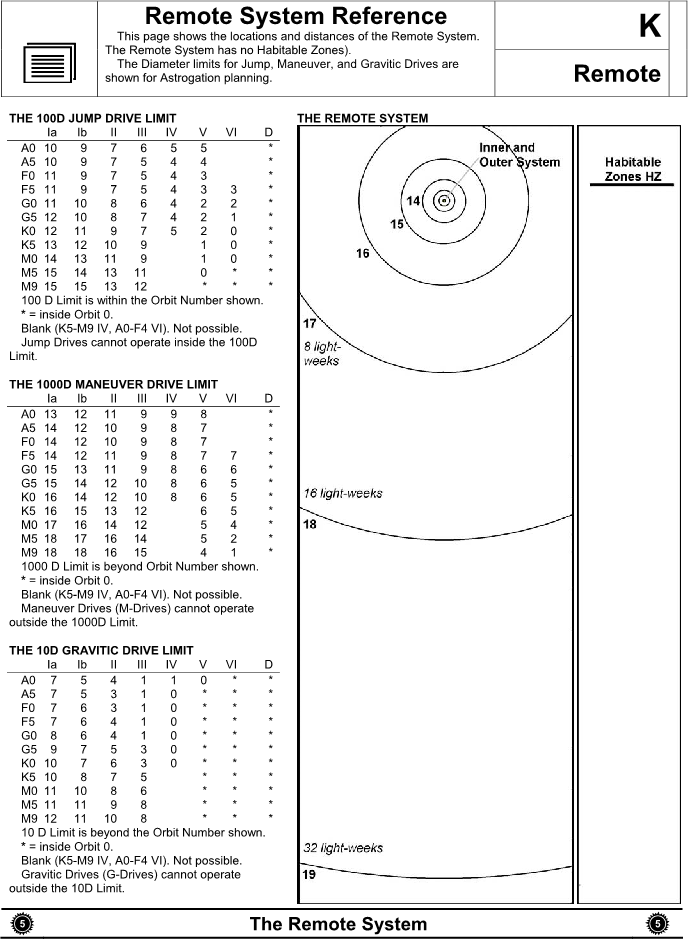 Remote System Reference
This page shows the locations and distances of the Remote System.
The Remote System has no Habitable Zones).
The Diameter limits for Jump, Maneuver, and Gravitic Drives are
shown for Astrogation planning.
K
Remote
THE 100D JUMP DRIVE LIMIT
Ia Ib II III IV V VI D
A0 10 9 7 6 5 5 *
A5 10 9 7 5 4 4 *
F0 11 9 7 5 4 3 *
F5 11 9 7 5 4 3 3 *
G0 11 10 8 6 4 2 2 *
G5 12 10 8 7 4 2 1 *
K0 12 11 9 7 5 2 0 *
K5 13 12 10 9 1 0 *
M0 14 13 11 9 1 0 *
M5 15 14 13 11 0 * *
M9 15 15 13 12 * * *
100 D Limit is within the Orbit Number shown.
* = inside Orbit 0.
Blank (K5-M9 IV, A0-F4 VI). Not possible.
Jump Drives cannot operate inside the 100D
Limit.
THE 1000D MANEUVER DRIVE LIMIT
Ia Ib II III IV V VI D
A0 13 12 11 9 9 8 *
A5 14 12 10 9 8 7 *
F0 14 12 10 9 8 7 *
F5 14 12 11 9 8 7 7 *
G0 15 13 11 9 8 6 6 *
G5 15 14 12 10 8 6 5 *
K0 16 14 12 10 8 6 5 *
K5 16 15 13 12 6 5 *
M0 17 16 14 12 5 4 *
M5 18 17 16 14 5 2 *
M9 18 18 16 15 4 1 *
1000 D Limit is beyond Orbit Number shown.
* = inside Orbit 0.
Blank (K5-M9 IV, A0-F4 VI). Not possible.
Maneuver Drives (M-Drives) cannot operate
outside the 1000D Limit.
THE 10D GRAVITIC DRIVE LIMIT
Ia Ib II III IV V VI D
A0 7 5 4 1 1 0 * *
A5 7 5 3 1 0 * * *
F0 7 6 3 1 0 * * *
F5 7 6 4 1 0 * * *
G0 8 6 4 1 0 * * *
G5 9 7 5 3 0 * * *
K0 10 7 6 3 0 * * *
K5 10 8 7 5 * * *
M0 11 10 8 6 * * *
M5 11 11 9 8 * * *
M9 12 11 10 8 * * *
10 D Limit is beyond the Orbit Number shown.
* = inside Orbit 0.
Blank (K5-M9 IV, A0-F4 VI). Not possible.
Gravitic Drives (G-Drives) cannot operate
outside the 10D Limit.
THE REMOTE SYSTEM
Inner and
Outer System
14
15
16
17
8 light-
weeks
16 light-weeks
18
32 light-weeks
19
Habitable
Zones HZ
5
The Remote System
5